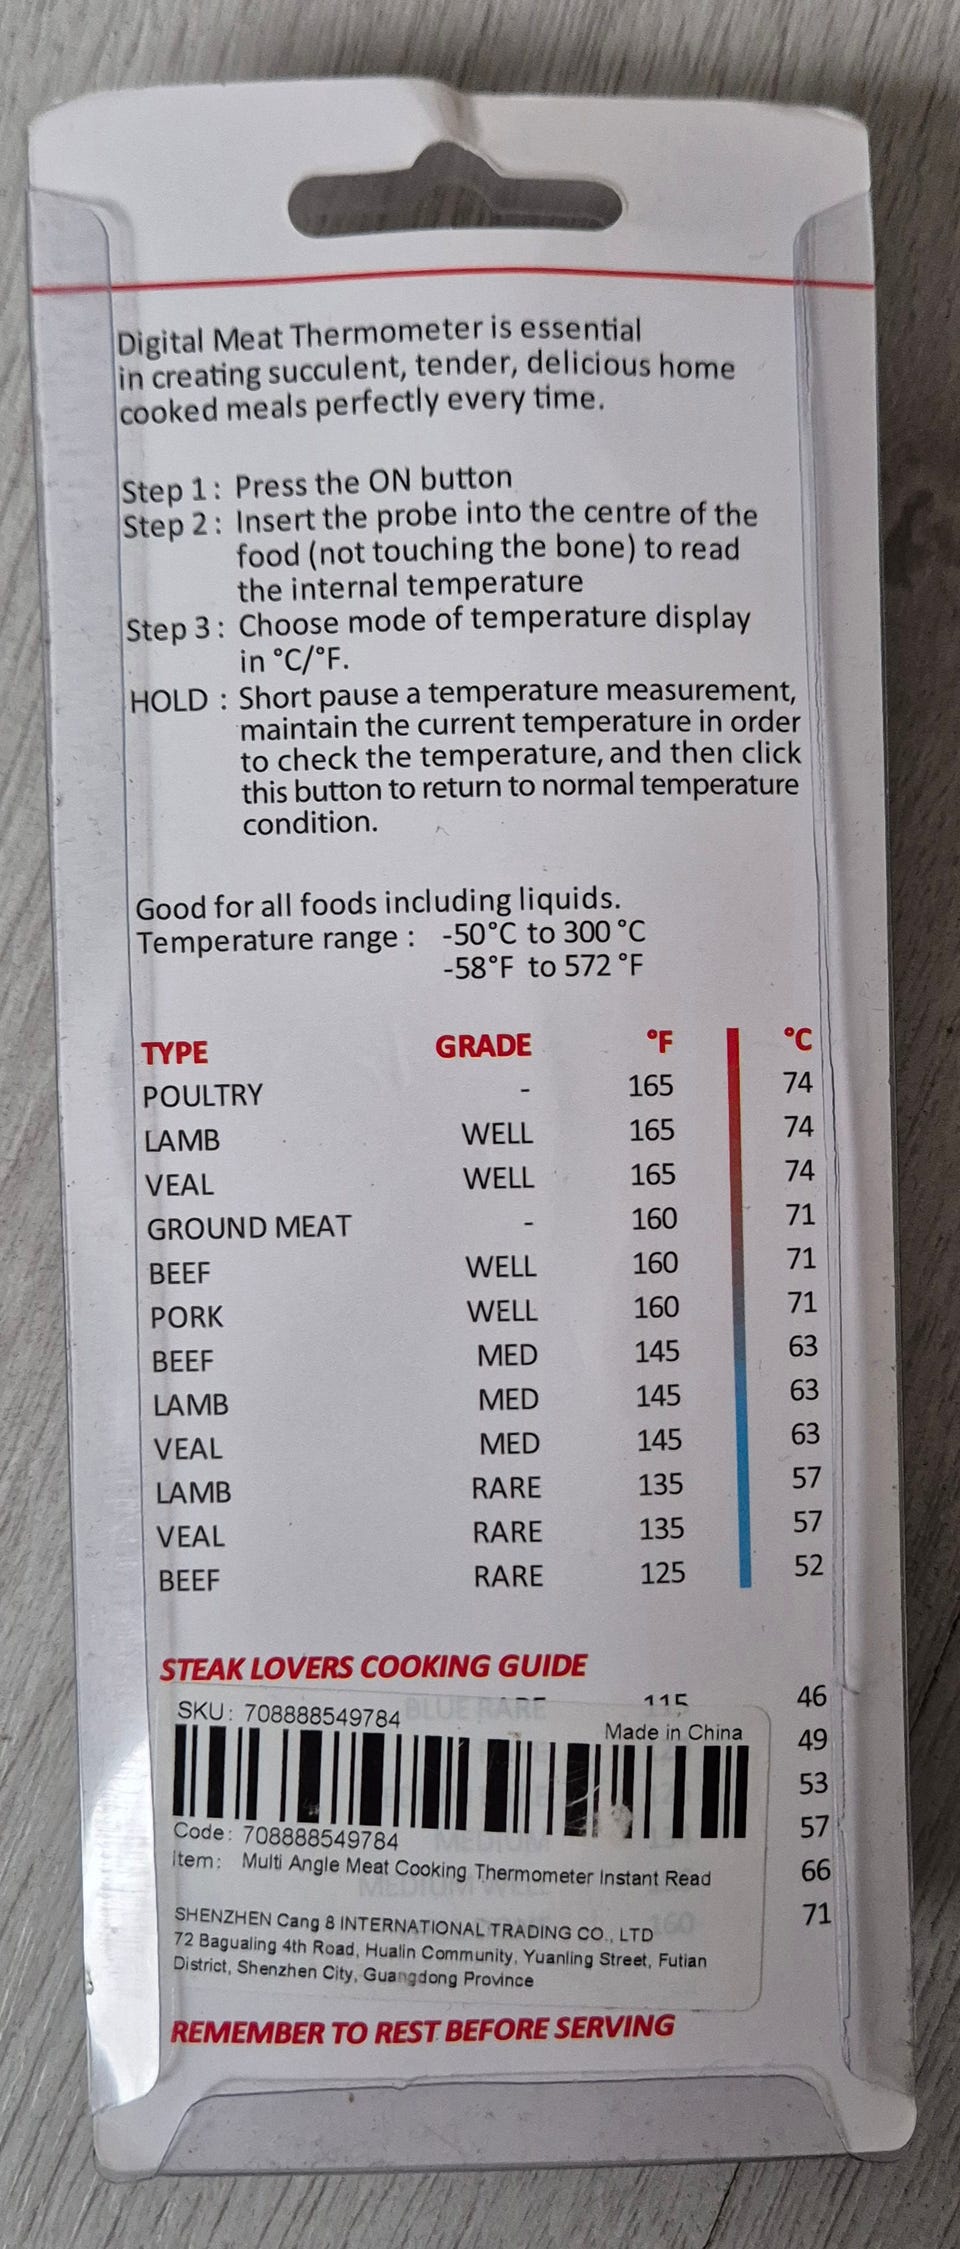 Digital Meat Thermometer is essential
in creating succulent, tender, delicious home
cooked meals perfectly every time.
Step 1 : Press the ON button
Step 2 : Insert the probe into the centre of the
food (not touching the bone) to read
the internal temperature
Step 3 : Choose mode of temperature display
in °C/°F.
HOLD : Short pause a temperature measurement,
maintain the current temperature in order
to check the temperature, and then click
this button to return to normal temperature
condition.
Good for all foods including liquids.
Temperature range : -50°C to 300 °C
-58°F to 572 °F
TYPE GRADE °F °C
POULTRY - 165 74
LAMB WELL 165 74
VEAL WELL 165 74
GROUND MEAT - 160 71
BEEF WELL 160 71
PORK WELL 160 71
BEEF MED 145 63
LAMB MED 145 63
VEAL MED 145 63
LAMB RARE 135 57
VEAL RARE 135 57
BEEF RARE 125 52
STEAK LOVERS COOKING GUIDE
BLUE RARE 115 46
49
53
MEDIUM 57
MEDIUM WELL 66
160 71
SKU: 708888549784
Made in China
Code: 708888549784
Item: Multi Angle Meat Cooking Thermometer Instant Read
SHENZHEN Cang 8 INTERNATIONAL TRADING CO., LTD
72 Bagualing 4th Road, Hualin Community, Yuanling Street, Futian
District, Shenzhen City, Guangdong Province
REMEMBER TO REST BEFORE SERVING